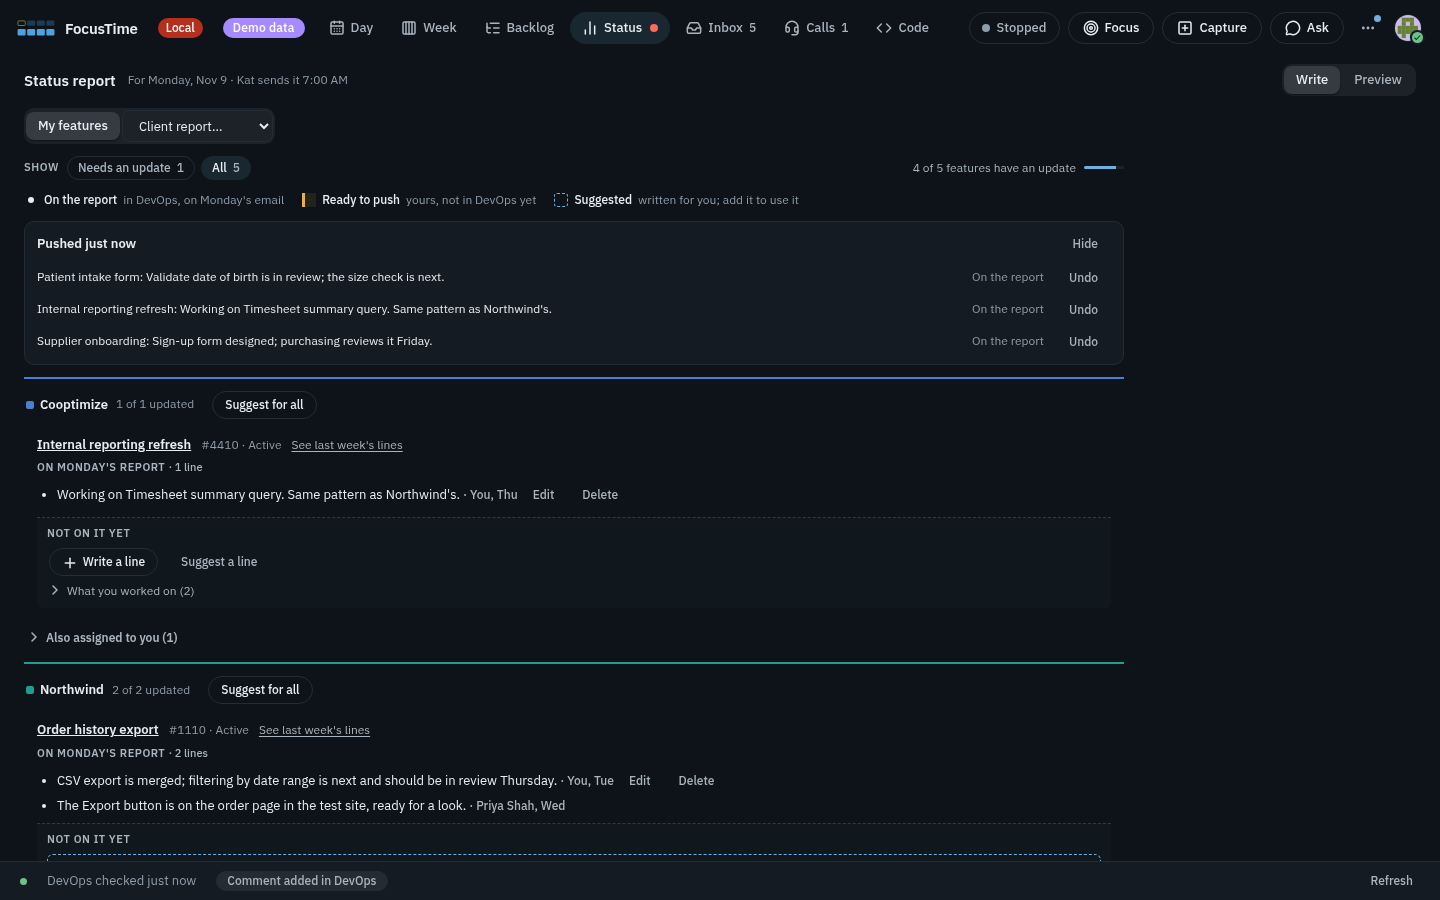 FocusTime Local Demo data Day Week Backlog Status Inbox 5 Calls 1 Code Stopped Focus Capture Ask
Status report For Monday, Nov 9 · Kat sends it 7:00 AM Write Preview
My features Client report...
SHOW Needs an update 1 All 5 4 of 5 features have an update
On the report in DevOps, on Monday's email Ready to push yours, not in DevOps yet Suggested written for you; add it to use it
Pushed just now Hide
Patient intake form: Validate date of birth is in review; the size check is next. On the report Undo
Internal reporting refresh: Working on Timesheet summary query. Same pattern as Northwind's. On the report Undo
Supplier onboarding: Sign-up form designed; purchasing reviews it Friday. On the report Undo
Cooptimize 1 of 1 updated Suggest for all
Internal reporting refresh #4410 · Active See last week's lines
ON MONDAY'S REPORT · 1 line
• Working on Timesheet summary query. Same pattern as Northwind's. · You, Thu Edit Delete
NOT ON IT YET
+ Write a line Suggest a line
What you worked on (2)
Also assigned to you (1)
Northwind 2 of 2 updated Suggest for all
Order history export #1110 · Active See last week's lines
ON MONDAY'S REPORT · 2 lines
• CSV export is merged; filtering by date range is next and should be in review Thursday. · You, Tue Edit Delete
• The Export button is on the order page in the test site, ready for a look. · Priya Shah, Wed
NOT ON IT YET
DevOps checked just now Comment added in DevOps Refresh